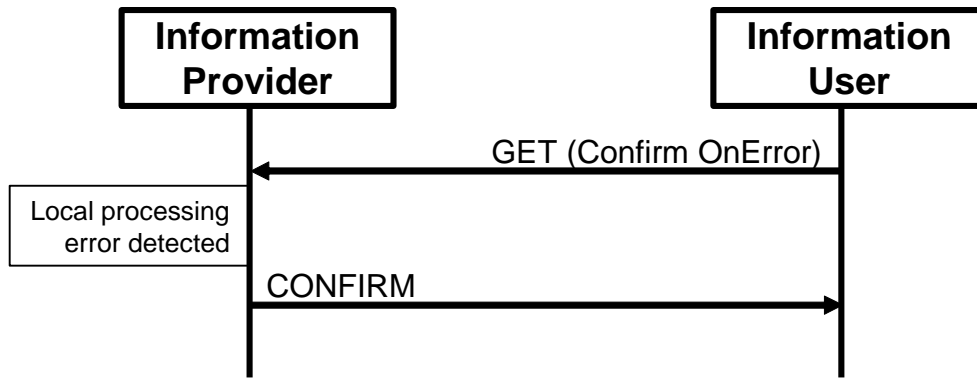 Information
Provider
Information
User
GET (Confirm OnError)
Local processing
error detected
CONFIRM